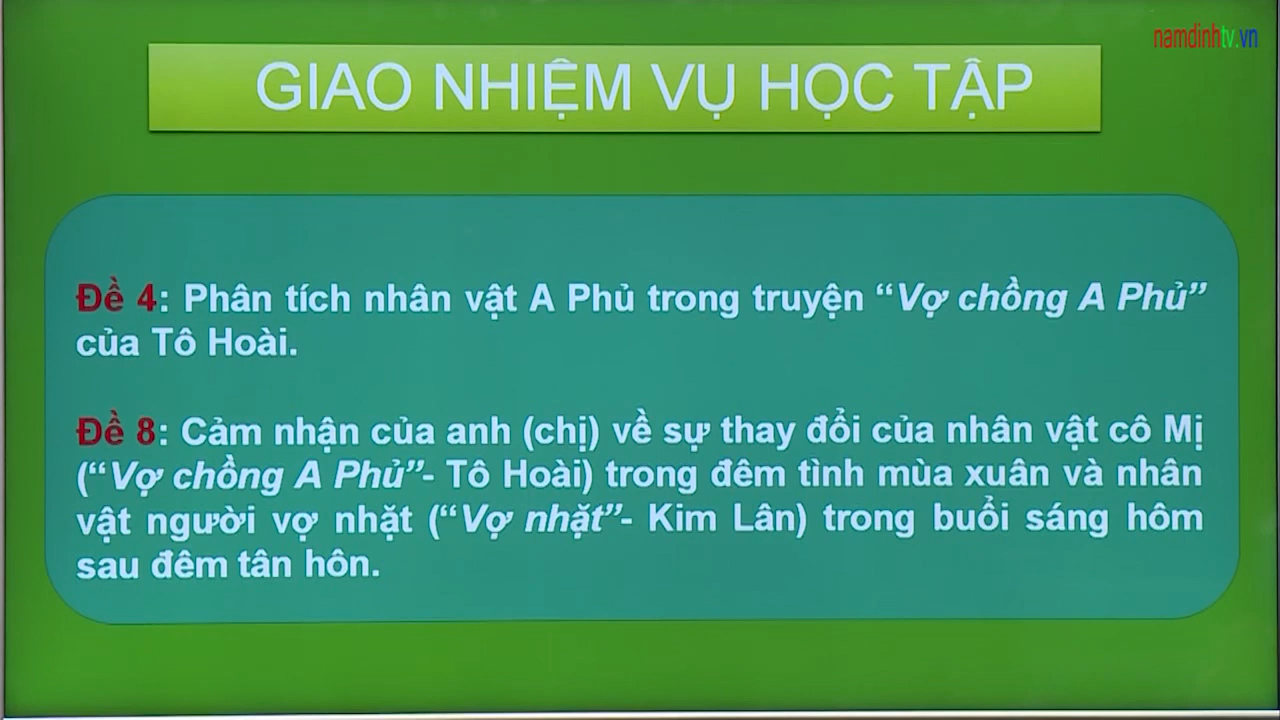 namdinhtv.vn
GIAO NHIỆM VỤ HỌC TẬP
Đề 4: Phân tích nhân vật A Phủ trong truyện “Vợ chồng A Phủ”
của Tô Hoài.
Đề 8: Cảm nhận của anh (chị) về sự thay đổi của nhân vật cô Mị
(“Vợ chồng A Phủ”- Tô Hoài) trong đêm tình mùa xuân và nhân
vật người vợ nhặt (“Vợ nhặt”- Kim Lân) trong buổi sáng hôm
sau đêm tân hôn.